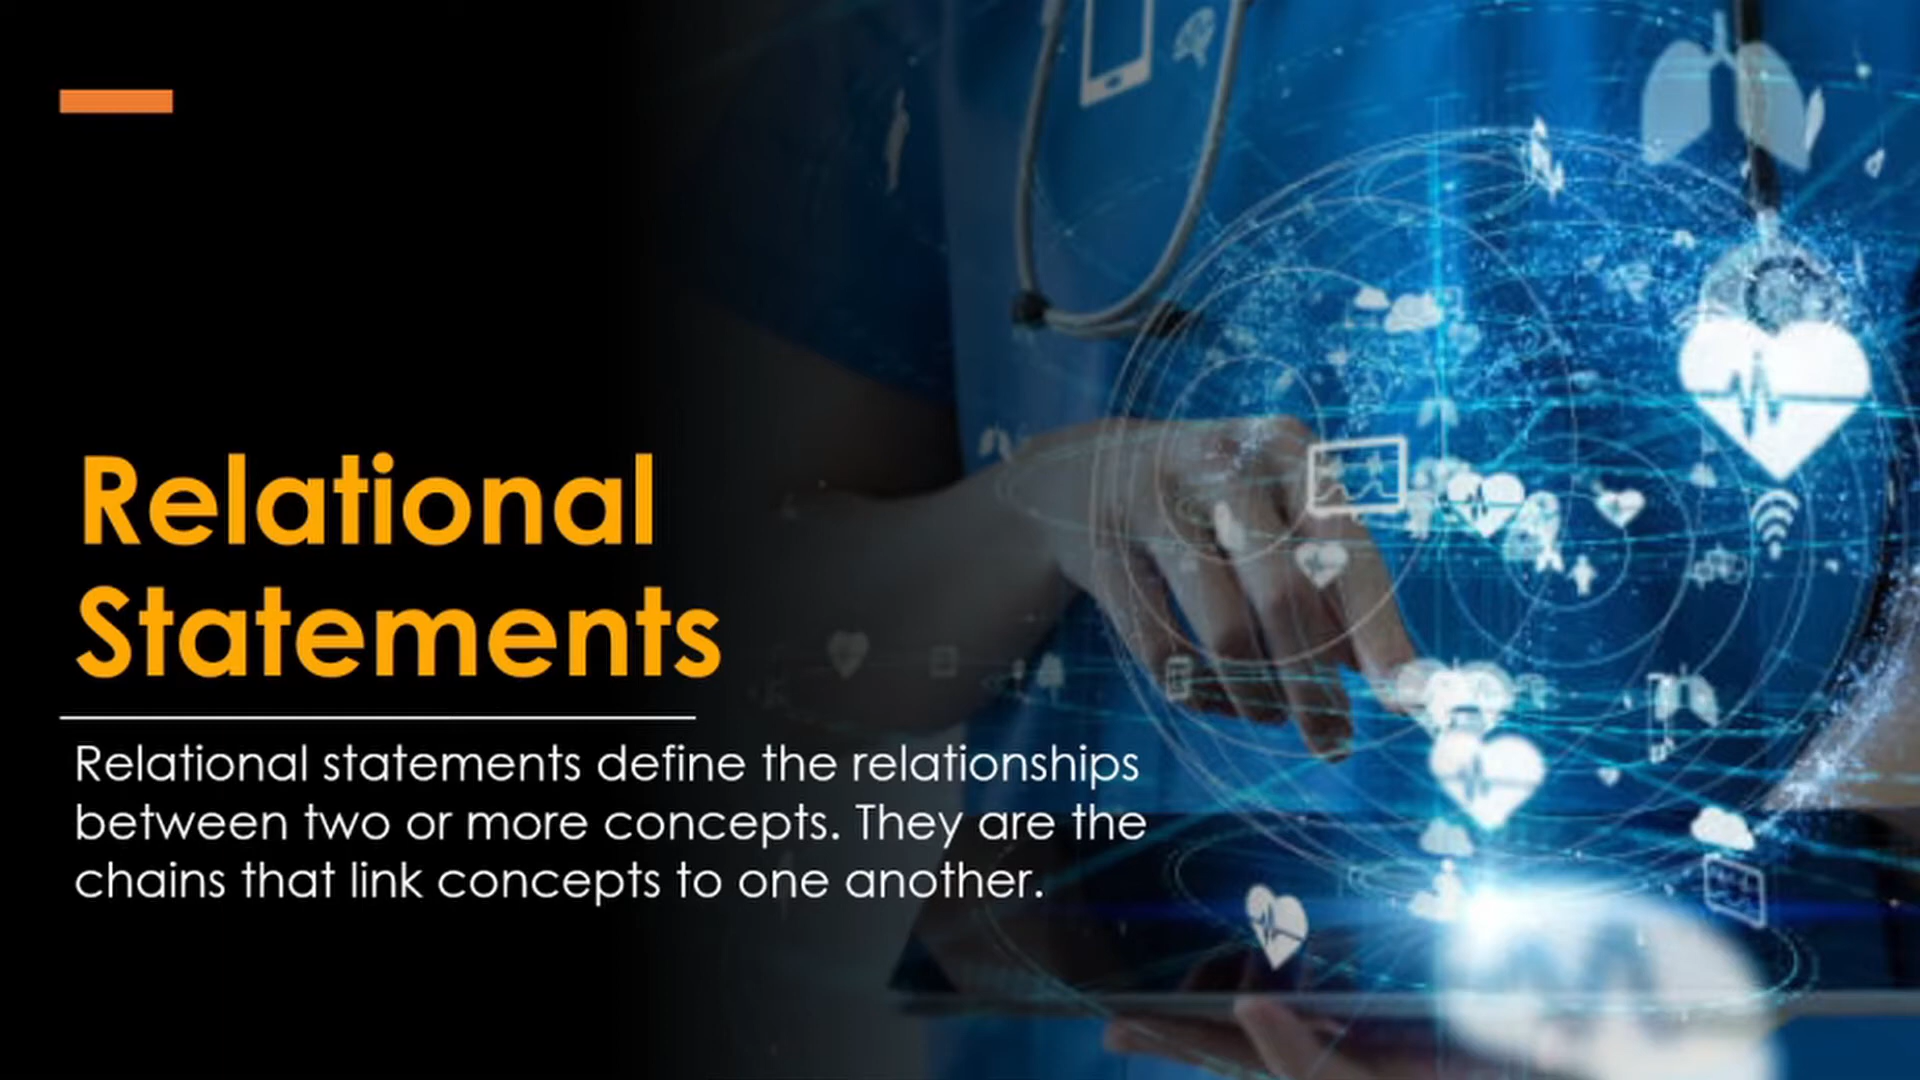 Relational
Statements
Relational statements define the relationships
between two or more concepts. They are the
chains that link concepts to one another.